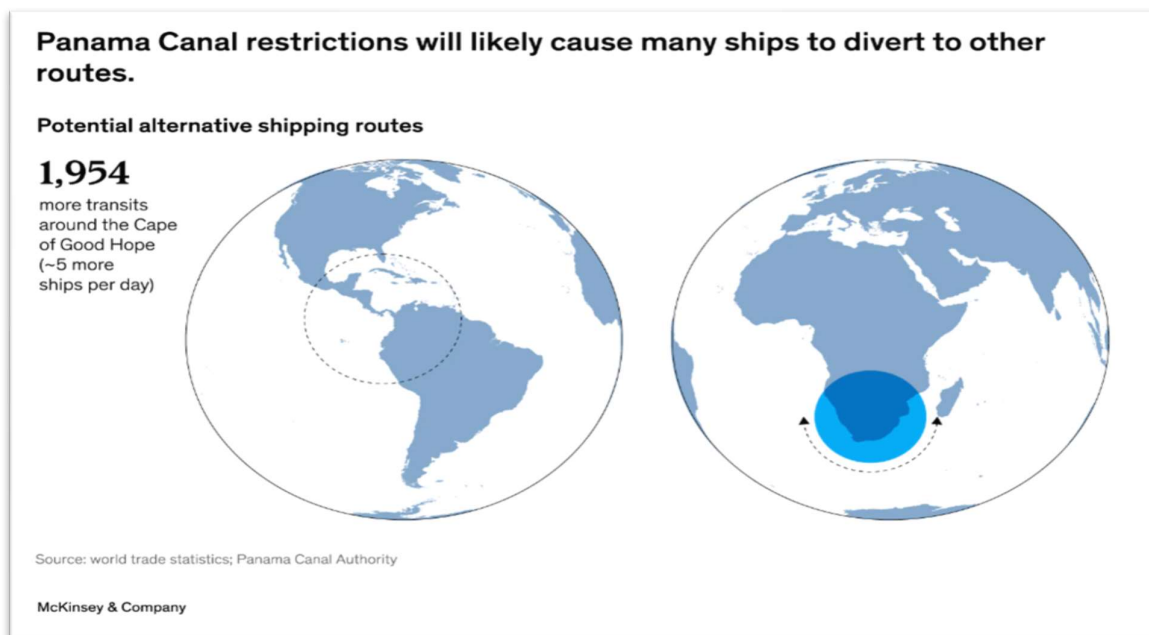 Panama Canal restrictions will likely cause many ships to divert to other
routes.
Potential alternative shipping routes
1,954
more transits
around the Cape
of Good Hope
(~5 more
ships per day)
Source: world trade statistics; Panama Canal Authority
McKinsey & Company